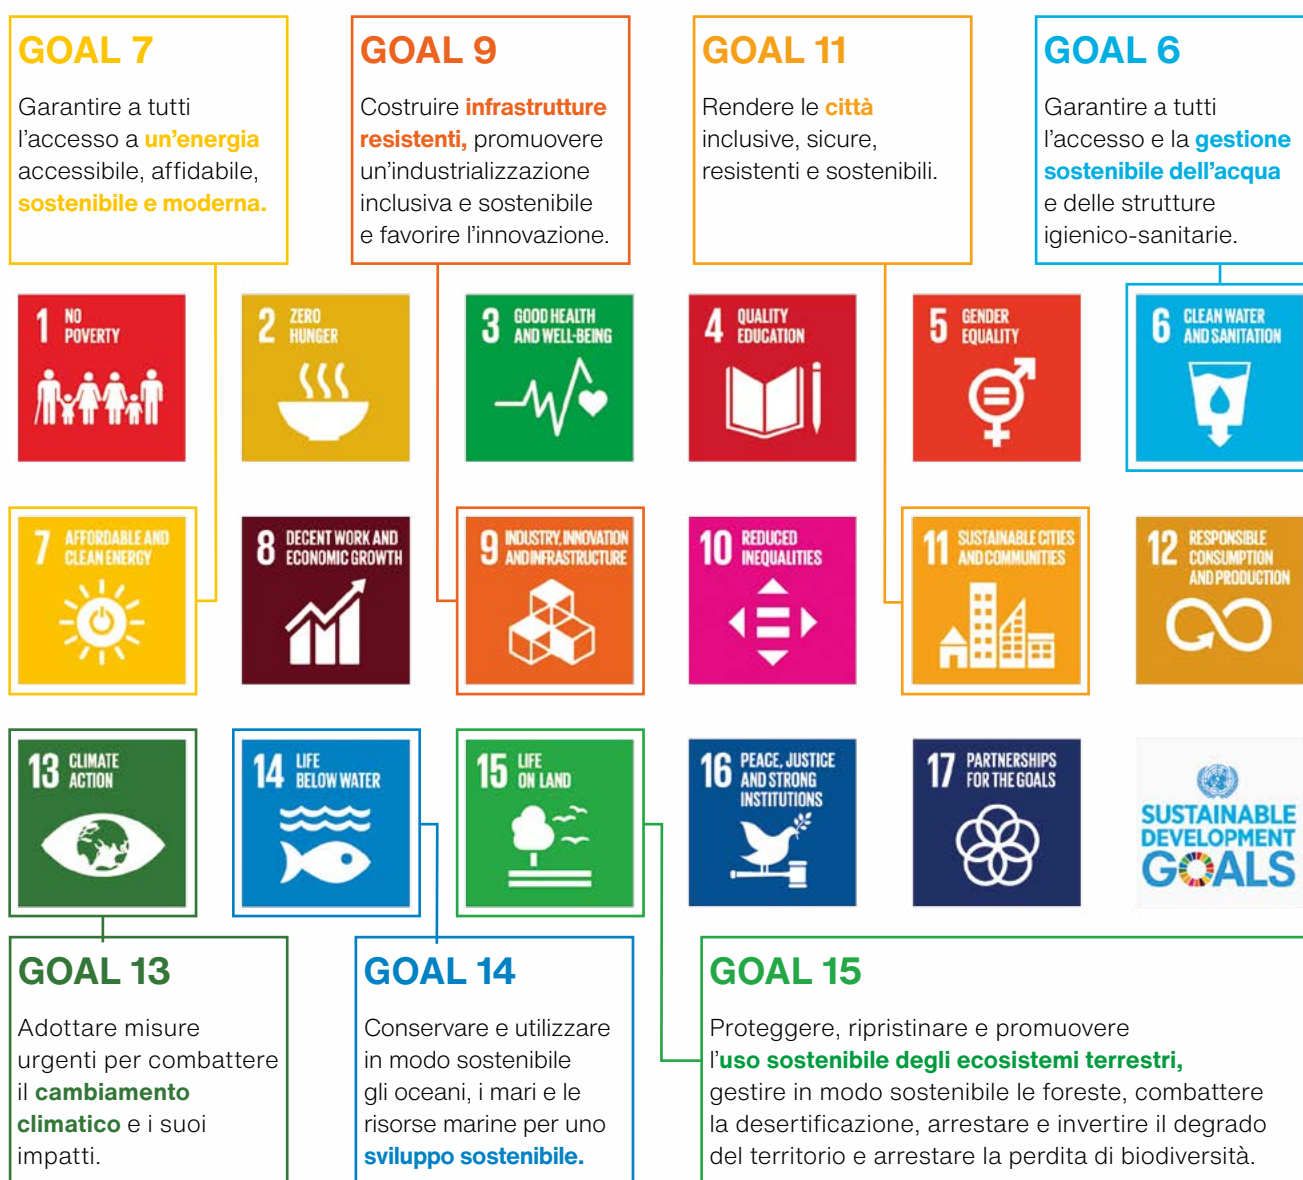 GOAL 7
Garantire a tutti
l'accesso a un'energia
accessibile, affidabile,
sostenibile e moderna.
GOAL 9
Costruire infrastrutture
resistenti, promuovere
un'industrializzazione
inclusiva e sostenibile
e favorire l'innovazione.
GOAL 11
Rendere le città
inclusive, sicure,
resistenti e sostenibili.
GOAL 6
Garantire a tutti
l'accesso e la gestione
sostenibile dell'acqua
e delle strutture
igienico-sanitarie.
1 NO
POVERTY
2 ZERO
HUNGER
3 GOOD HEALTH
AND WELL-BEING
4 QUALITY
EDUCATION
5 GENDER
EQUALITY
6 CLEAN WATER
AND SANITATION
7 AFFORDABLE AND
CLEAN ENERGY
8 DECENT WORK AND
ECONOMIC GROWTH
9 INDUSTRY, INNOVATION
AND INFRASTRUCTURE
10 REDUCED
INEQUALITIES
11 SUSTAINABLE CITIES
AND COMMUNITIES
12 RESPONSIBLE
CONSUMPTION
AND PRODUCTION
13 CLIMATE
ACTION
14 LIFE
BELOW WATER
15 LIFE
ON LAND
16 PEACE, JUSTICE
AND STRONG
INSTITUTIONS
17 PARTNERSHIPS
FOR THE GOALS
SUSTAINABLE
DEVELOPMENT
GOALS
GOAL 13
Adottare misure
urgenti per combattere
il cambiamento
climatico e i suoi
impatti.
GOAL 14
Conservare e utilizzare
in modo sostenibile
gli oceani, i mari e le
risorse marine per uno
sviluppo sostenibile.
GOAL 15
Proteggere, ripristinare e promuovere
l'uso sostenibile degli ecosistemi terrestri,
gestire in modo sostenibile le foreste, combattere
la desertificazione, arrestare e invertire il degrado
del territorio e arrestare la perdita di biodiversità.